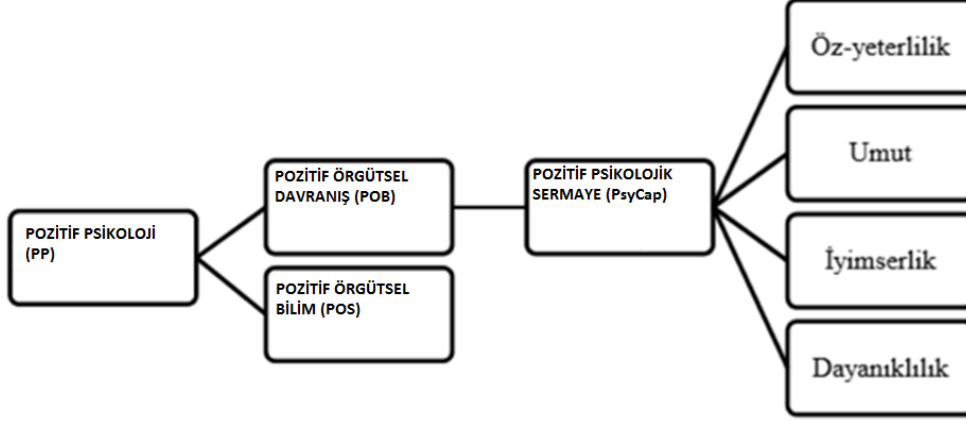 POZİTİF PSİKOLOJİ
(PP)
POZİTİF ÖRGÜTSEL
DAVRANIŞ (POB)
POZİTİF ÖRGÜTSEL
BİLİM (POS)
POZİTİF PSİKOLOJİK
SERMAYE (PsyCap)
Öz-yeterlilik
Umut
İyimserlik
Dayanıklılık